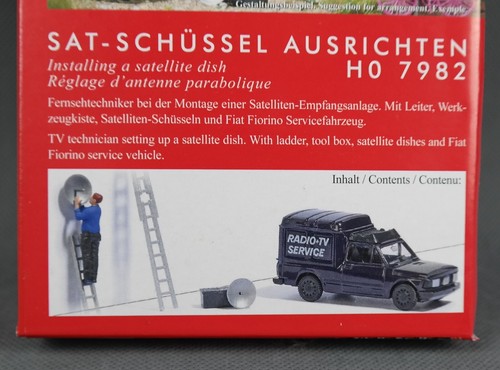 Gestaltungsbeispiel, Suggestion for arrangement, Exemple
SAT-SCHÜSSEL AUSRICHTEN
Installing a satellite dish H0 7982
Réglage d'antenne parabolique
Fernsehtechniker bei der Montage einer Satelliten-Empfangsanlage. Mit Leiter, Werk-
zeugkiste, Satelliten-Schüsseln und Fiat Fiorino Servicefahrzeug.
TV technician setting up a satellite dish. With ladder, tool box, satellite dishes and Fiat
Fiorino service vehicle.
Inhalt / Contents / Contenu:
RADIO+TV
SERVICE